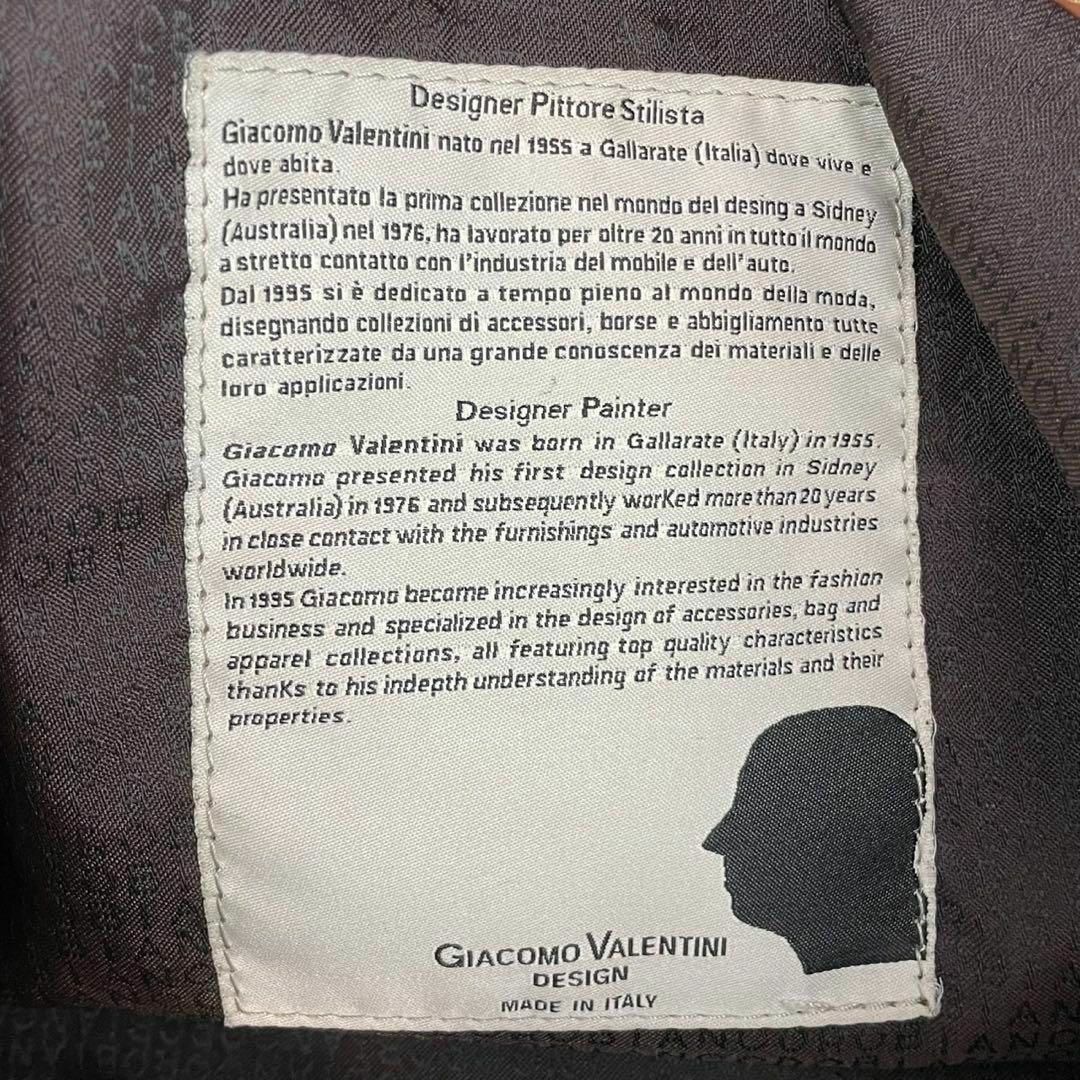 Designer Pittore Stilista
Giacomo Valentini nato nel 1955 a Gallarate (Italia) dove vive e
dove abita.
Ha presentato la prima collezione nel mondo del desing a Sidney
(Australia) nel 1976, ha lavorato per oltre 20 anni in tutto il mondo
a stretto contatto con l'industria del mobile e dell'auto.
Dal 1995 si è dedicato a tempo pieno al mondo della moda,
disegnando collezioni di accessori, borse e abbigliamento tutte
caratterizzate da una grande conoscenza dei materiali e delle
loro applicazioni.
Designer Painter
Giacomo Valentini was born in Gallarate (Italy) in 1955.
Giacomo presented his first design collection in Sidney
(Australia) in 1976 and subsequently worKed more than 20 years
in close contact with the furnishings and automotive industries
worldwide.
In 1995 Giacomo become increasingly interested in the fashion
business and specialized in the design of accessories, bag and
apparel collections, all featuring top quality characteristics
thanKs to his indepth understanding of the materials and their
properties.
GIACOMO VALENTINI
DESIGN
MADE IN ITALY